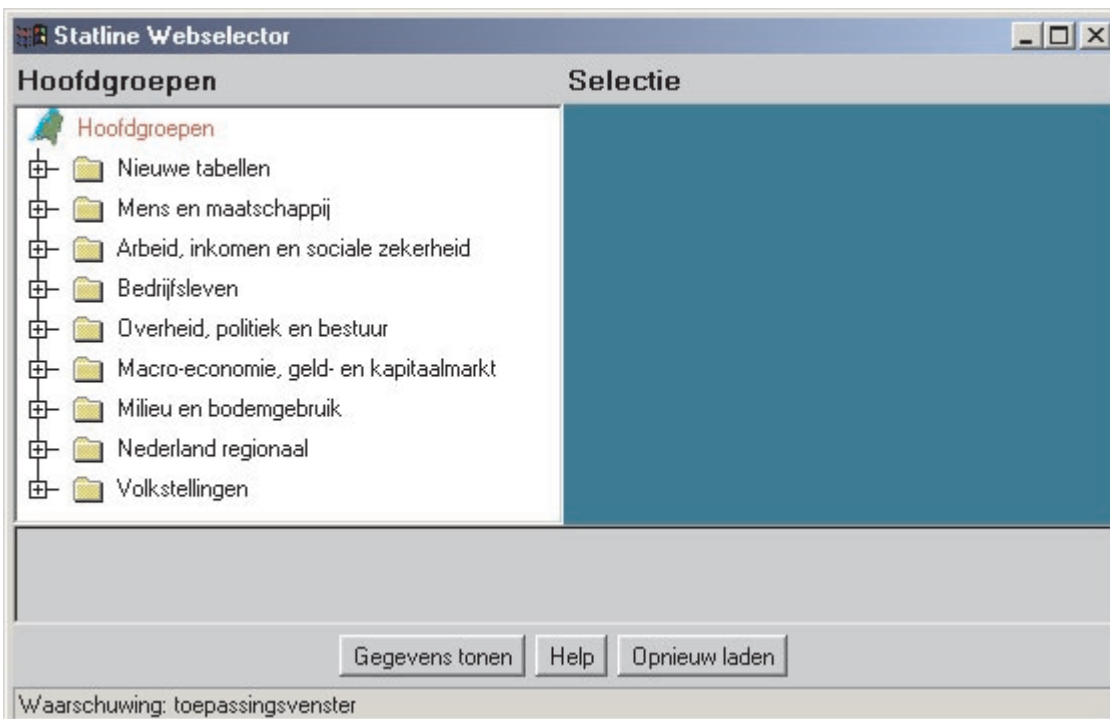 Statline Webselector
Hoofdgroepen
Selectie
Hoofdgroepen
Nieuwe tabellen
Mens en maatschappij
Arbeid, inkomen en sociale zekerheid
Bedrijfsleven
Overheid, politiek en bestuur
Macro-economie, geld- en kapitaalmarkt
Milieu en bodemgebruik
Nederland regionaal
Volkstellingen
Gegevens tonen
Help
Opnieuw laden
Waarschuwing: toepassingsvenster